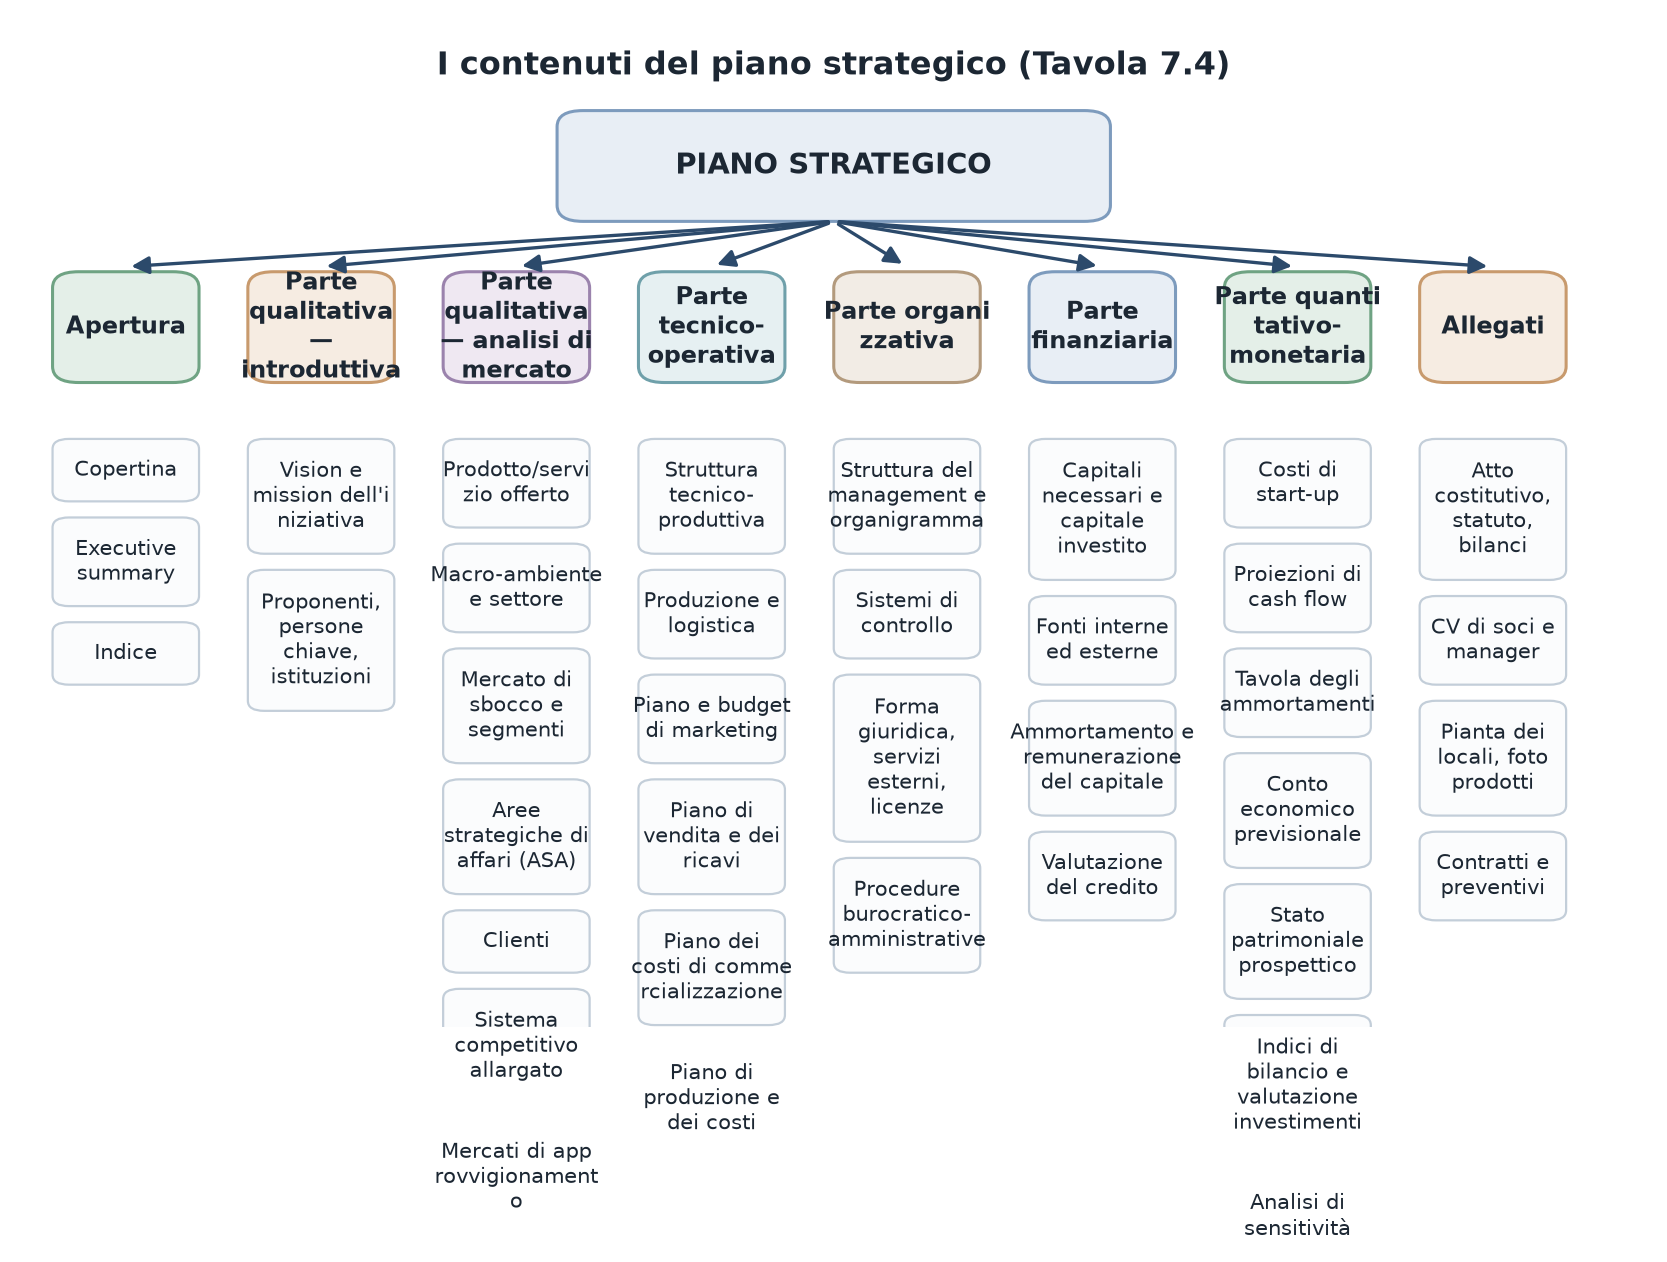 I contenuti del piano strategico (Tavola 7.4)
PIANO STRATEGICO
Apertura
Parte
qualitativa
—
introduttiva
Parte
qualitativa
— analisi di
mercato
Parte
tecnico-
operativa
Parte organi
zzativa
Parte
finanziaria
Parte quanti
tativo-
monetaria
Allegati
Copertina
Executive
summary
Indice
Vision e
mission dell'i
niziativa
Proponenti,
persone
chiave,
istituzioni
Prodotto/servi
zio offerto
Macro-ambiente
e settore
Mercato di
sbocco e
segmenti
Aree
strategiche di
affari (ASA)
Clienti
Sistema
competitivo
allargato
Mercati di app
rovvigionament
o
Struttura
tecnico-
produttiva
Produzione e
logistica
Piano e budget
di marketing
Piano di
vendita e dei
ricavi
Piano dei
costi di comme
rcializzazione
Piano di
produzione e
dei costi
Struttura del
management e
organigramma
Sistemi di
controllo
Forma
giuridica,
servizi
esterni,
licenze
Procedure
burocratico-
amministrative
Capitali
necessari e
capitale
investito
Fonti interne
ed esterne
Ammortamento e
remunerazione
del capitale
Valutazione
del credito
Costi di
start-up
Proiezioni di
cash flow
Tavola degli
ammortamenti
Conto
economico
previsionale
Stato
patrimoniale
prospettico
Indici di
bilancio e
valutazione
investimenti
Analisi di
sensitività
Atto
costitutivo,
statuto,
bilanci
CV di soci e
manager
Pianta dei
locali, foto
prodotti
Contratti e
preventivi